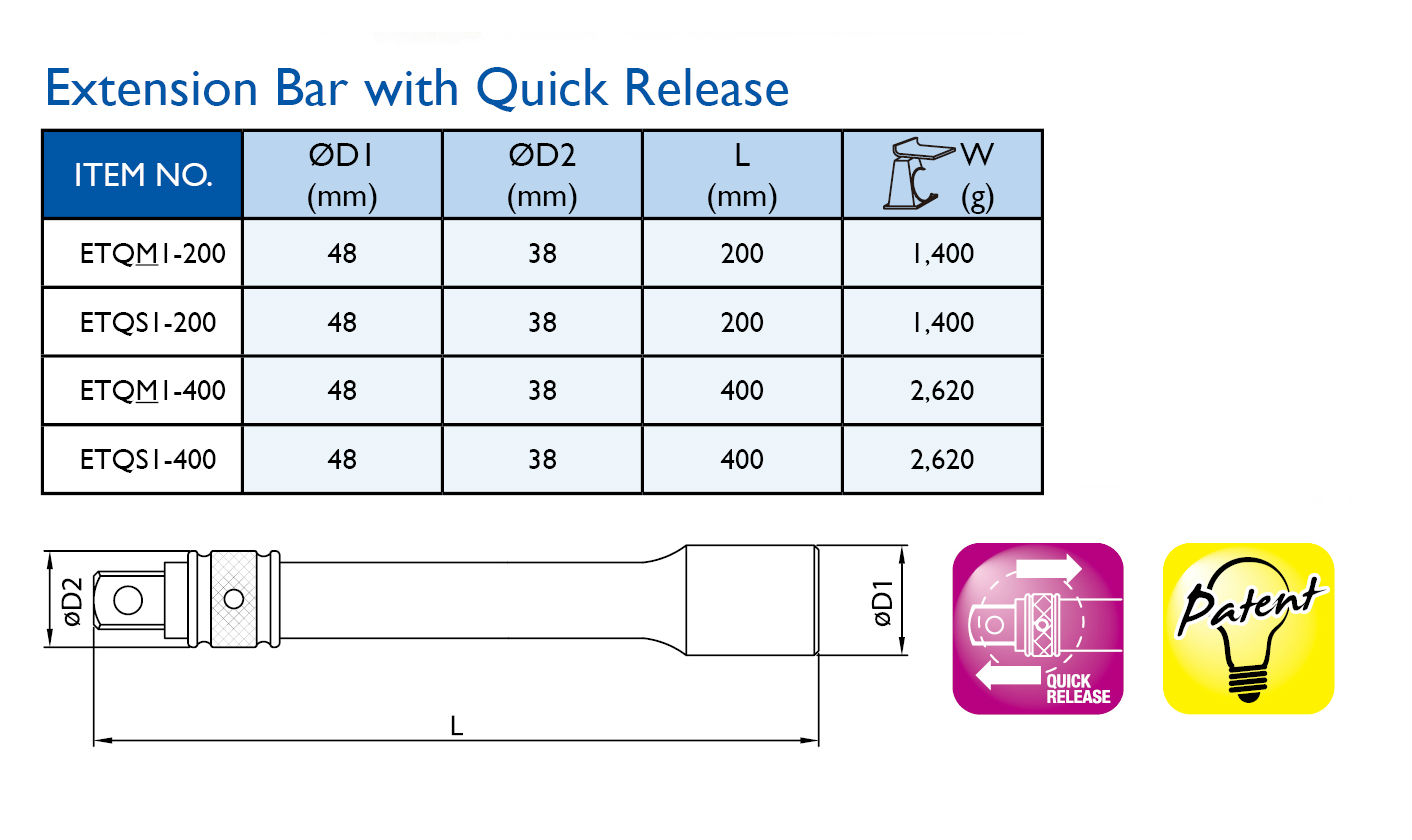 Extension Bar with Quick Release
ITEM NO. ØD1 (mm) ØD2 (mm) L (mm) W (g)
ETQM1-200 48 38 200 1,400
ETQS1-200 48 38 200 1,400
ETQM1-400 48 38 400 2,620
ETQS1-400 48 38 400 2,620
øD2
øD1
L
QUICK
RELEASE
Patent